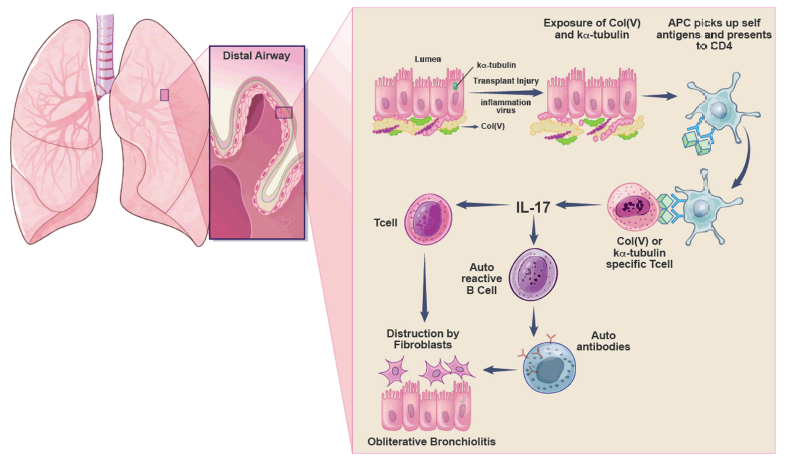 Distal Airway
Lumen
kα-tubulin
Transplant Injury
inflammation
virus
Col(V)
Exposure of Col(V)
and kα-tubulin
APC picks up self
antigens and presents
to CD4
Col(V) or
kα-tubulin
specific Tcell
IL-17
Tcell
Auto
reactive
B Cell
Auto
antibodies
Distruction by
Fibroblasts
Obliterative Bronchiolitis